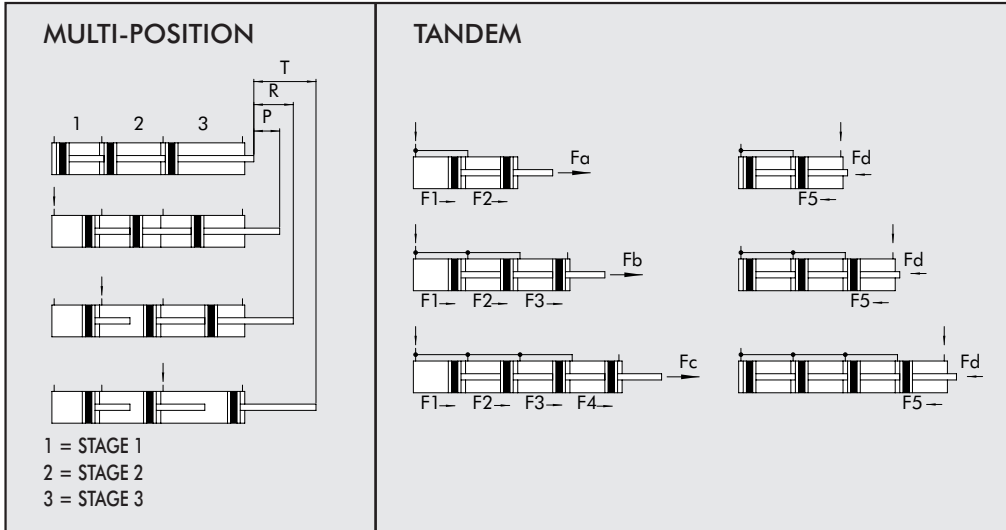 MULTI-POSITION
T
R
P
1 2 3
1 = STAGE 1
2 = STAGE 2
3 = STAGE 3
TANDEM
Fa
F1 F2
Fd
F5
Fb
F1 F2 F3
Fd
F5
Fc
F1 F2 F3 F4
Fd
F5